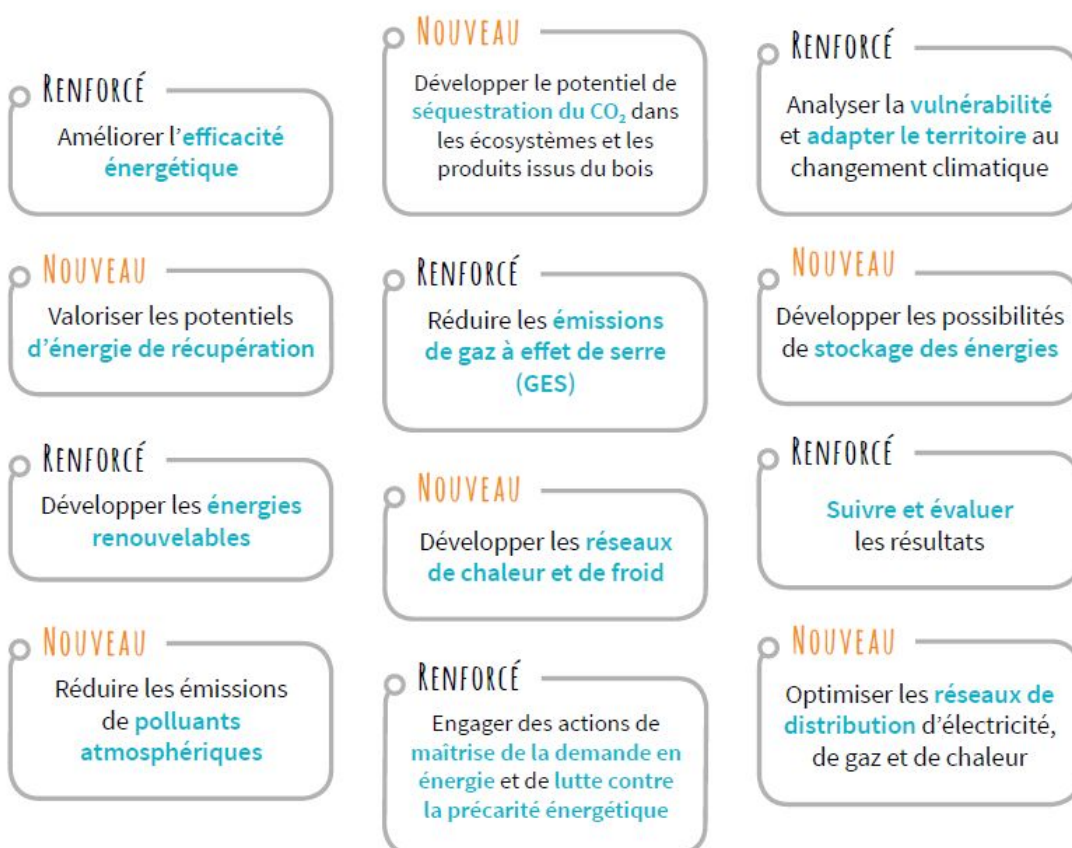 RENFORCÉ
Améliorer l’efficacité
énergétique
NOUVEAU
Valoriser les potentiels
d’énergie de récupération
RENFORCÉ
Développer les énergies
renouvelables
NOUVEAU
Réduire les émissions
de polluants
atmosphériques
NOUVEAU
Développer le potentiel de
séquestration du CO₂ dans
les écosystèmes et les
produits issus du bois
RENFORCÉ
Réduire les émissions
de gaz à effet de serre
(GES)
NOUVEAU
Développer les réseaux
de chaleur et de froid
RENFORCÉ
Engager des actions de
maîtrise de la demande en
énergie et de lutte contre
la précarité énergétique
RENFORCÉ
Analyser la vulnérabilité
et adapter le territoire au
changement climatique
NOUVEAU
Développer les possibilités
de stockage des énergies
RENFORCÉ
Suivre et évaluer
les résultats
NOUVEAU
Optimiser les réseaux de
distribution d’électricité,
de gaz et de chaleur